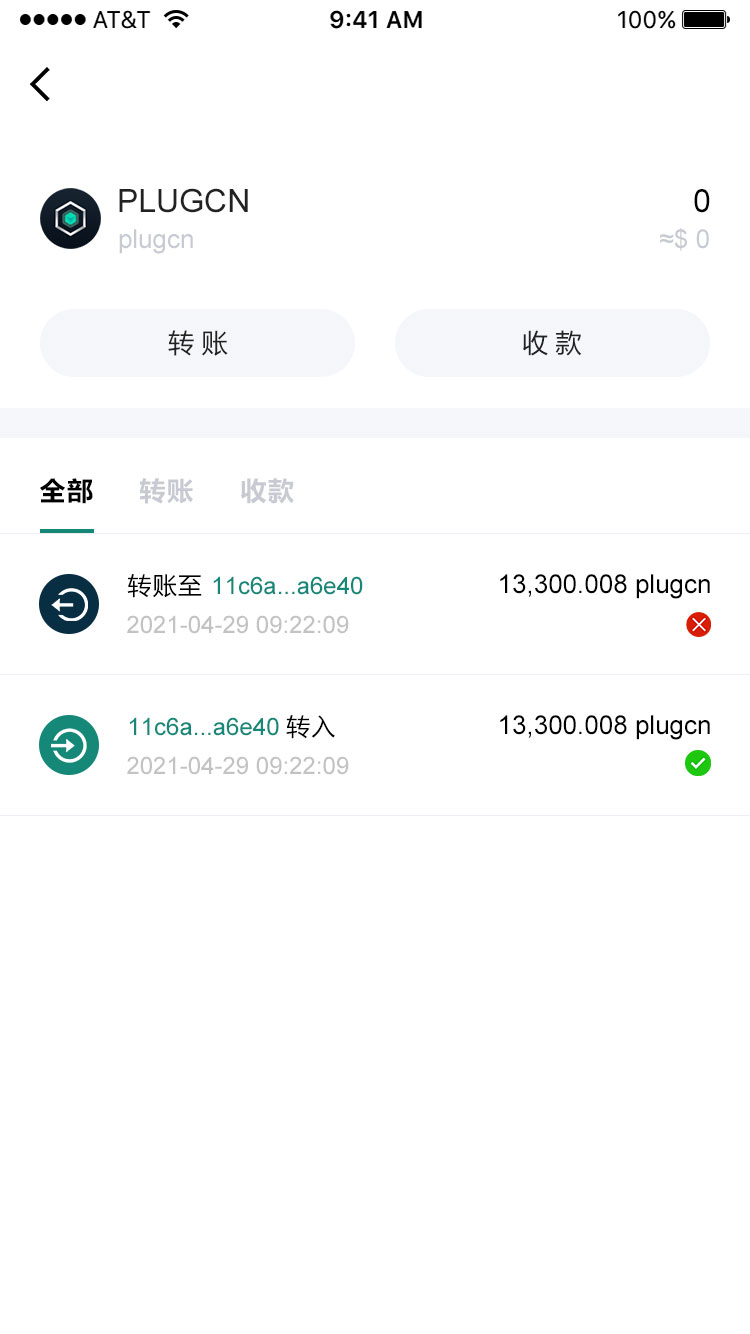 AT&T 9:41 AM 100%
PLUGCN 0
plugcn ≈$ 0
转账 收款
全部 转账 收款
转账至 11c6a...a6e40 13,300.008 plugcn
2021-04-29 09:22:09
11c6a...a6e40 转入 13,300.008 plugcn
2021-04-29 09:22:09